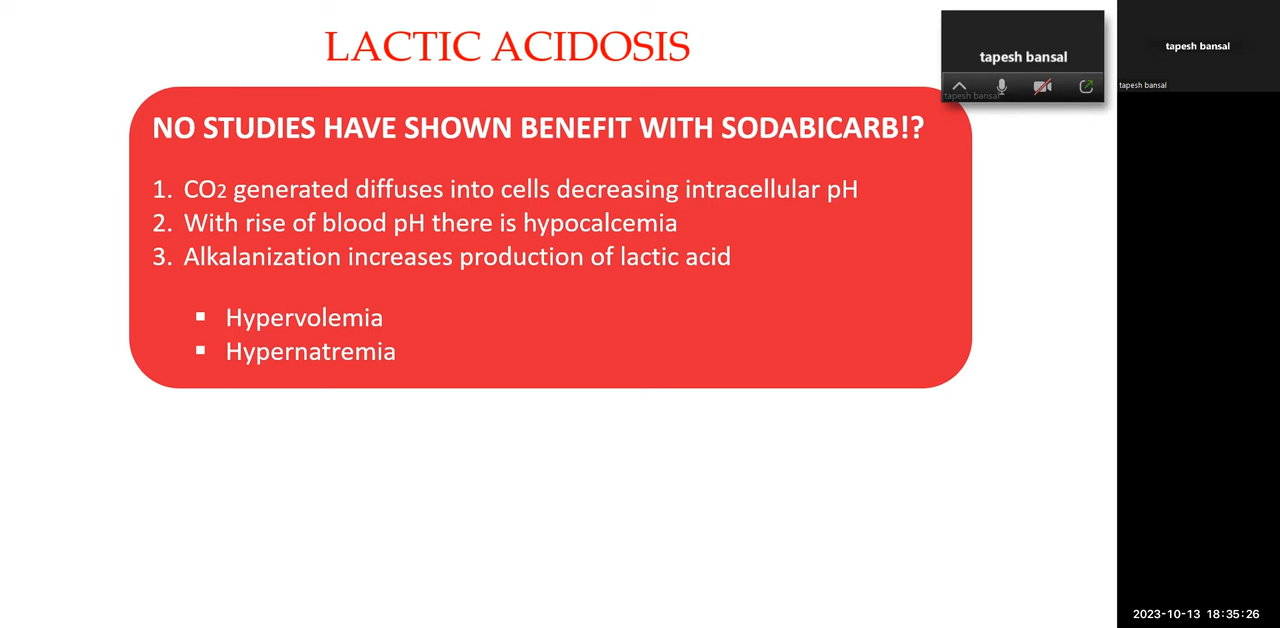 LACTIC ACIDOSIS
NO STUDIES HAVE SHOWN BENEFIT WITH SODABICARB!?
1. CO2 generated diffuses into cells decreasing intracellular pH
2. With rise of blood pH there is hypocalcemia
3. Alkalanization increases production of lactic acid
▪ Hypervolemia
▪ Hypernatremia
tapesh bansal
tapesh bansal
tapesh bansal
tapesh bansal
2023-10-13 18:35:26